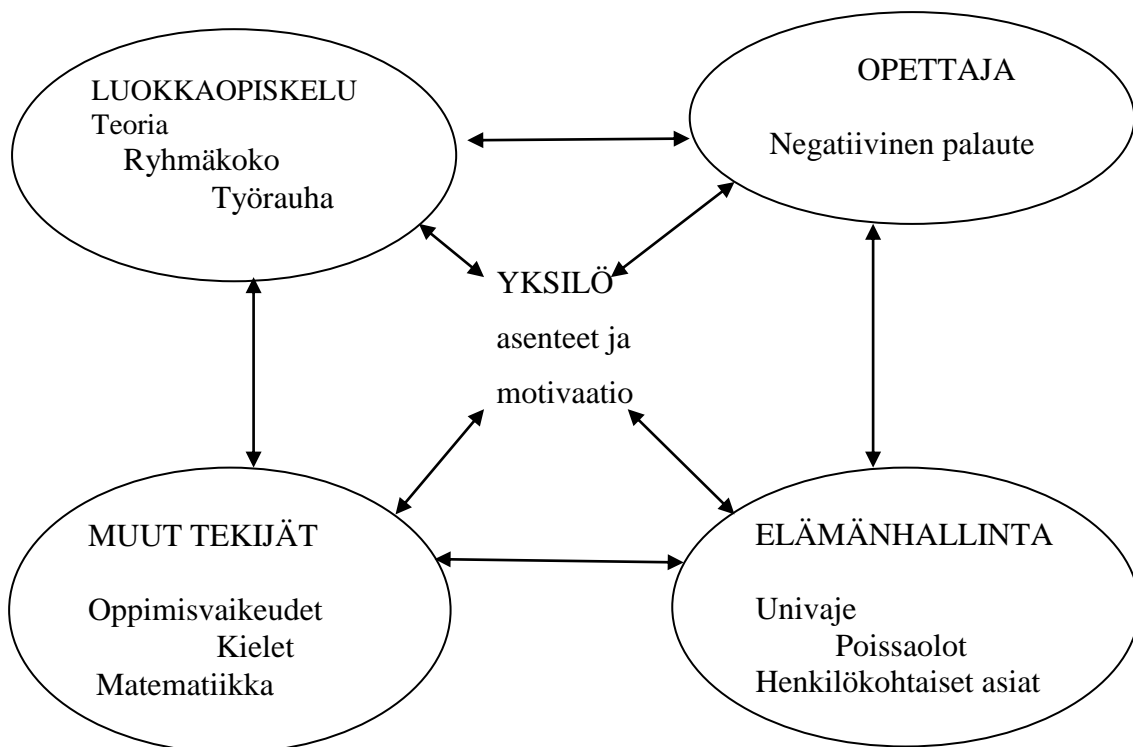 LUOKKAOPISKELU
Teoria
Ryhmäkoko
Työrauha
OPETTAJA
Negatiivinen palaute
YKSILÖ
asenteet ja
motivaatio
MUUT TEKIJÄT
Oppimisvaikeudet
Kielet
Matematiikka
ELÄMÄNHALLINTA
Univaje
Poissaolot
Henkilökohtaiset asiat